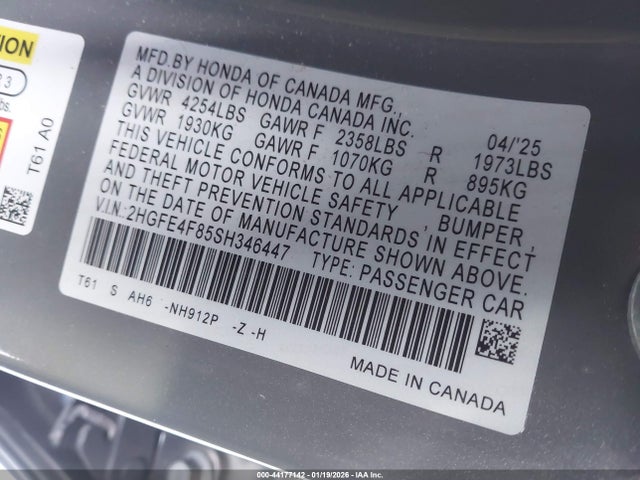 MFD.BY HONDA OF CANADA MFG.,
A DIVISION OF HONDA CANADA INC. 04/'25
GVWR 4254LBS GAWR F 2358LBS R 1973LBS
GVWR 1930KG GAWR F 1070KG R 895KG
THIS VEHICLE CONFORMS TO ALL APPLICABLE
FEDERAL MOTOR VEHICLE SAFETY, BUMPER,
AND THEFT PREVENTION STANDARDS IN EFFECT
ON THE DATE OF MANUFACTURE SHOWN ABOVE.
V.I.N.:2HGFE4F85SH346447 TYPE: PASSENGER CAR
T61 S AH6 -NH912P -Z -H
MADE IN CANADA
TION
R 3
lbs.
T61 A0
000-44177142 - 01/19/2026 - IAA Inc.